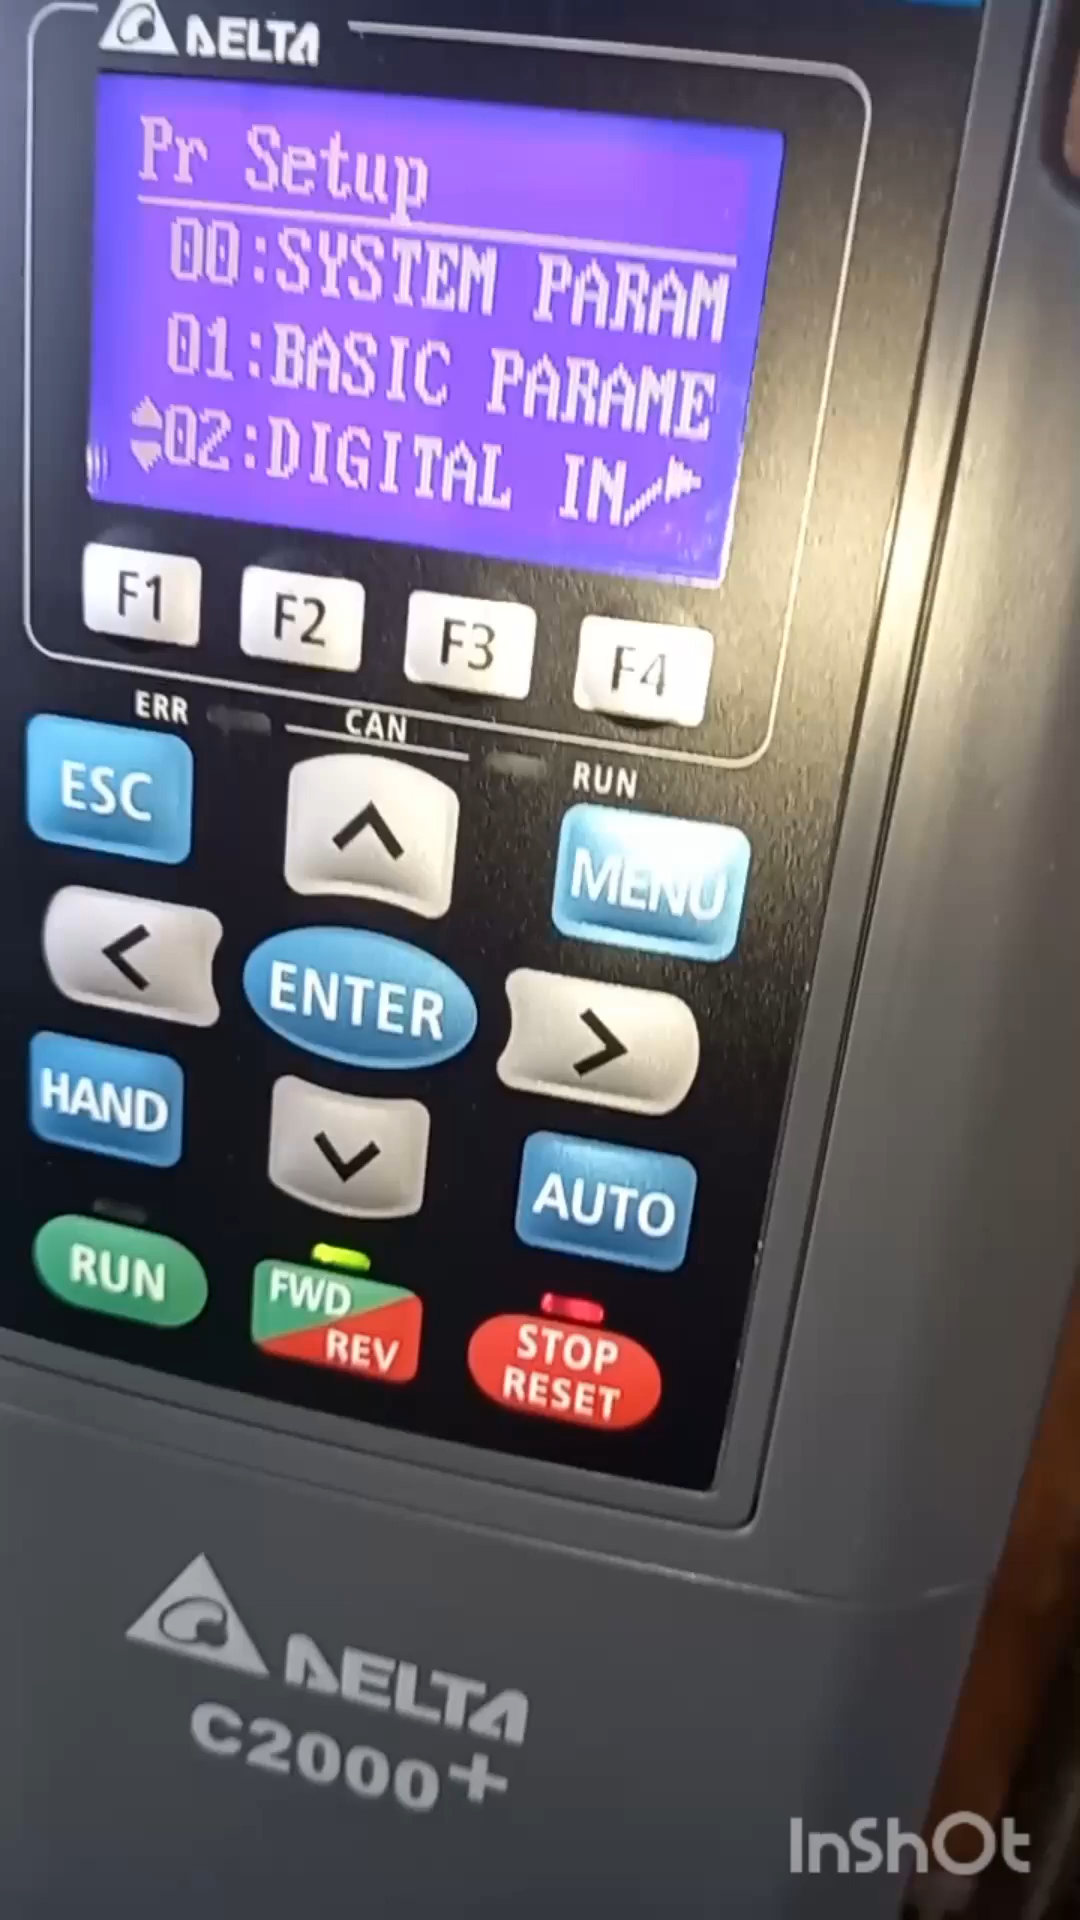 DELTA
Pr Setup
00:SYSTEM PARAM
01:BASIC PARAME
02:DIGITAL IN
F1 F2 F3 F4
ERR CAN RUN
ESC MENU
< ENTER >
HAND AUTO
RUN FWD REV STOP RESET
DELTA
C2000+
InShOt